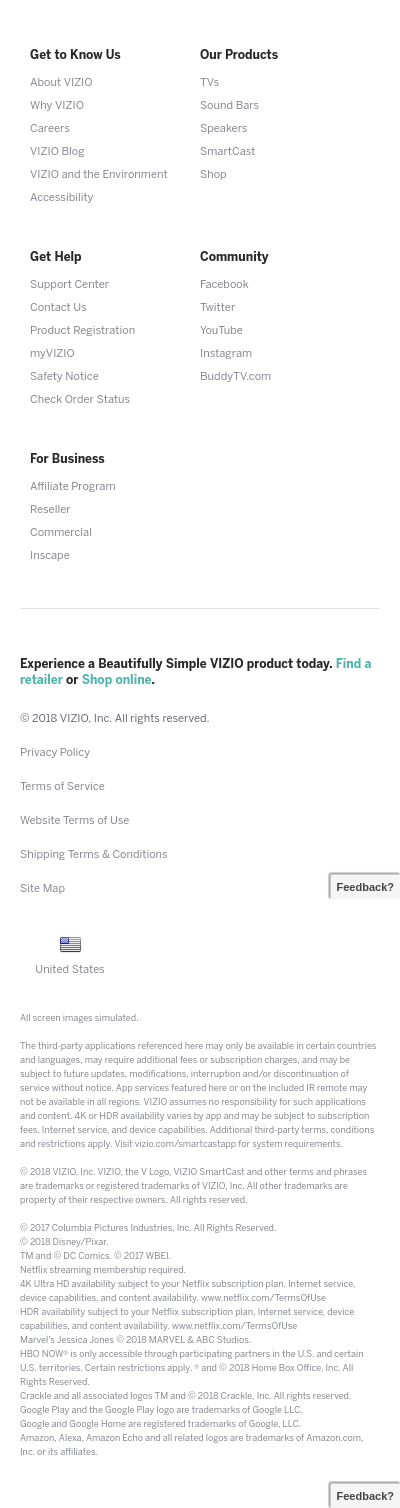 Get to Know Us
About VIZIO
Why VIZIO
Careers
VIZIO Blog
VIZIO and the Environment
Accessibility
Our Products
TVs
Sound Bars
Speakers
SmartCast
Shop
Get Help
Support Center
Contact Us
Product Registration
myVIZIO
Safety Notice
Check Order Status
Community
Facebook
Twitter
YouTube
Instagram
BuddyTV.com
For Business
Affiliate Program
Reseller
Commercial
Inscape
Experience a Beautifully Simple VIZIO product today. Find a
retailer or Shop online.
© 2018 VIZIO, Inc. All rights reserved.
Privacy Policy
Terms of Service
Website Terms of Use
Shipping Terms & Conditions
Site Map
Feedback?
United States
All screen images simulated.
The third-party applications referenced here may only be available in certain countries
and languages, may require additional fees or subscription charges, and may be
subject to future updates, modifications, interruption and/or discontinuation of
service without notice. App services featured here or on the included IR remote may
not be available in all regions. VIZIO assumes no responsibility for such applications
and content. 4K or HDR availability varies by app and may be subject to subscription
fees, Internet service, and device capabilities. Additional third-party terms, conditions
and restrictions apply. Visit vizio.com/smartcastapp for system requirements.
© 2018 VIZIO, Inc. VIZIO, the V Logo, VIZIO SmartCast and other terms and phrases
are trademarks or registered trademarks of VIZIO, Inc. All other trademarks are
property of their respective owners. All rights reserved.
© 2017 Columbia Pictures Industries, Inc. All Rights Reserved.
© 2018 Disney/Pixar.
TM and © DC Comics. © 2017 WBEI.
Netflix streaming membership required.
4K Ultra HD availability subject to your Netflix subscription plan, Internet service,
device capabilities, and content availability. www.netflix.com/TermsOfUse
HDR availability subject to your Netflix subscription plan, Internet service, device
capabilities, and content availability. www.netflix.com/TermsOfUse
Marvel's Jessica Jones © 2018 MARVEL & ABC Studios.
HBO NOW® is only accessible through participating partners in the U.S. and certain
U.S. territories. Certain restrictions apply. ® and © 2018 Home Box Office, Inc. All
Rights Reserved.
Crackle and all associated logos TM and © 2018 Crackle, Inc. All rights reserved.
Google Play and the Google Play logo are trademarks of Google LLC.
Google and Google Home are registered trademarks of Google, LLC.
Amazon, Alexa, Amazon Echo and all related logos are trademarks of Amazon.com,
Inc. or its affiliates.
Feedback?